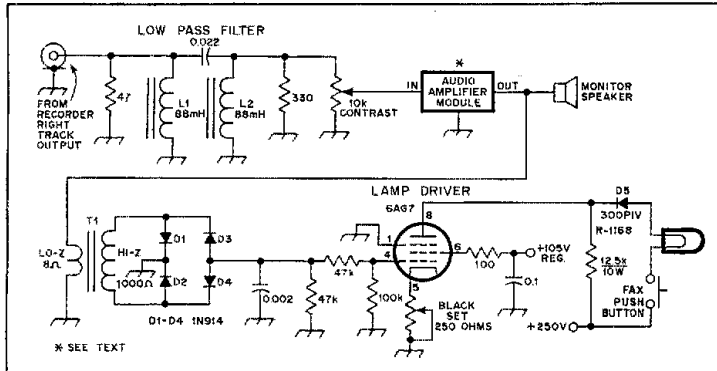 LOW PASS FILTER
0.022
FROM
RECORDER
RIGHT
TRACK
OUTPUT
47
L1
88mH
L2
88mH
330
10k
CONTRAST
IN
*
AUDIO
AMPLIFIER
MODULE
OUT
MONITOR
SPEAKER
LAMP DRIVER
6AG7
T1
LO-Z
8Ω
HI-Z
1000Ω
D1
D2
D3
D4
D1-D4 1N914
0.002
47k
47k
100k
1
4
8
6
5
BLACK
SET
250 OHMS
100
+105V
REG.
0.1
D5
300PIV
R-1168
12.5k
10W
FAX
PUSH
BUTTON
+250V
* SEE TEXT